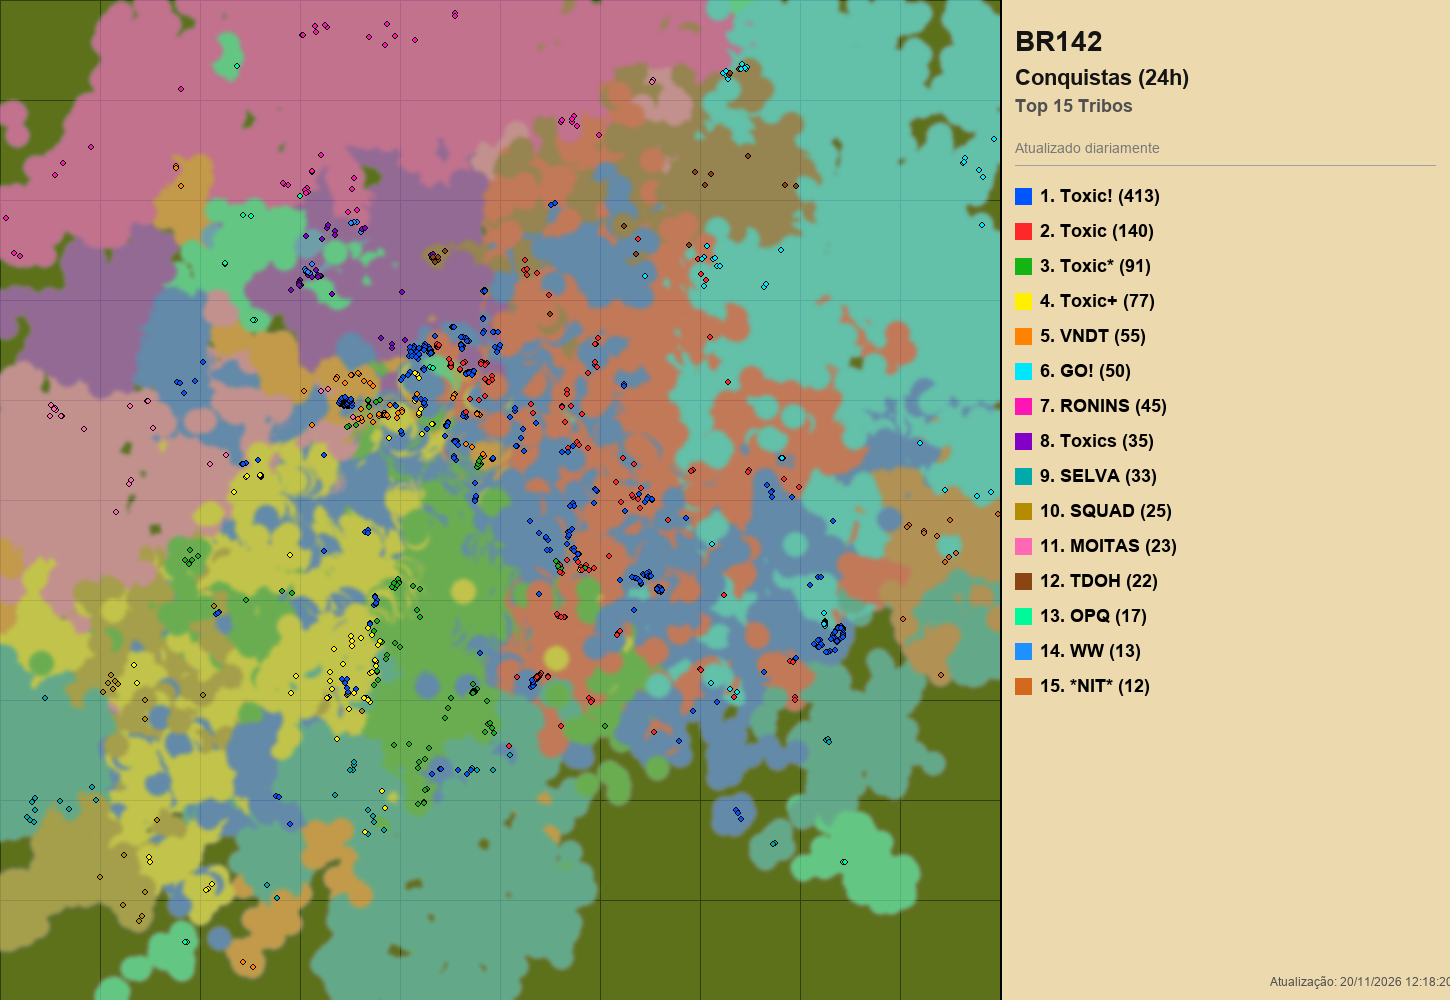 BR142
Conquistas (24h)
Top 15 Tribos
Atualizado diariamente
1. Toxic! (413)
2. Toxic (140)
3. Toxic* (91)
4. Toxic+ (77)
5. VNDT (55)
6. GO! (50)
7. RONINS (45)
8. Toxics (35)
9. SELVA (33)
10. SQUAD (25)
11. MOITAS (23)
12. TDOH (22)
13. OPQ (17)
14. WW (13)
15. *NIT* (12)
Atualização: 20/11/2026 12:18:20